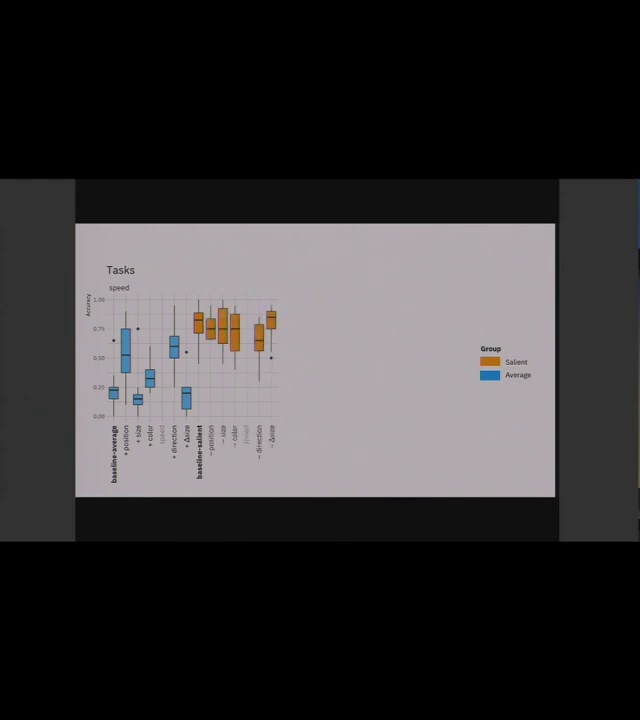 Tasks
speed
Accuracy
1.00
0.75
0.50
0.25
0.00
baseline-average
+ position
+ size
+ color
speed
+ direction
+ Δsize
baseline-salient
− position
− size
− color
speed
− direction
− Δsize
Group
Salient
Average